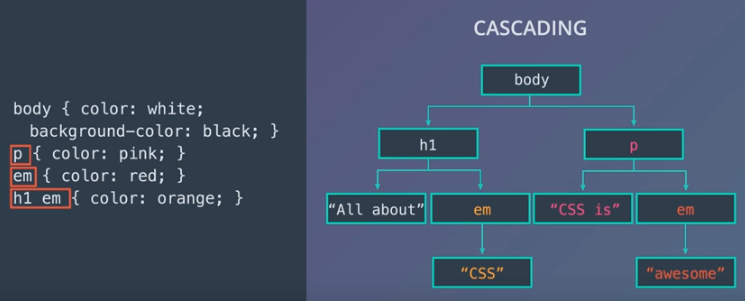 CASCADING
body { color: white;
background-color: black; }
p { color: pink; }
em { color: red; }
h1 em { color: orange; }
body
h1
p
“All about”
em
“CSS is”
em
“CSS”
“awesome”